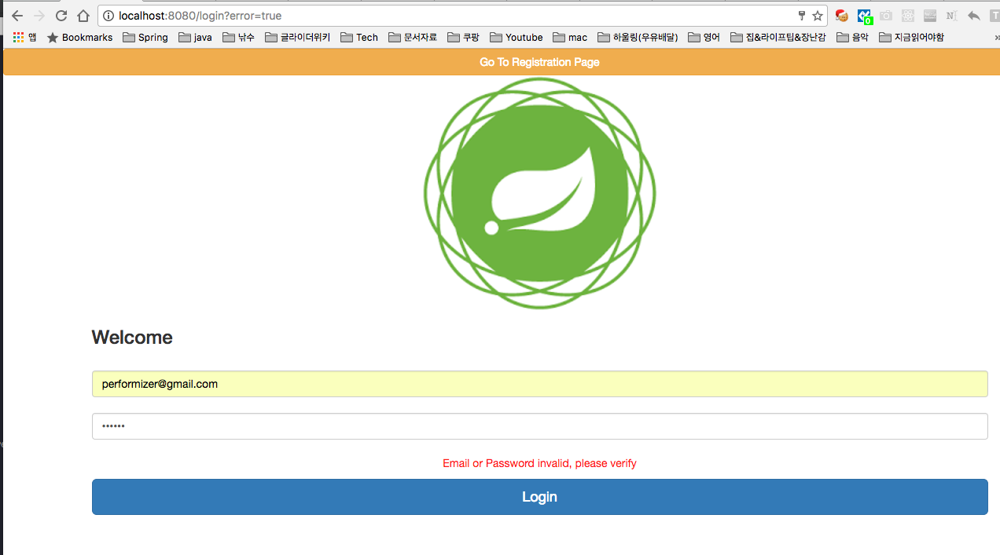 localhost:8080/login?error=true
앱 Bookmarks Spring java 낚수 글라이더위키 Tech 문서자료 쿠팡 Youtube mac 하울링(우유배달) 영어 집&라이프팁&장난감 음악 지금읽어야함 »
Go To Registration Page
Welcome
performizer@gmail.com
••••••
Email or Password invalid, please verify
Login